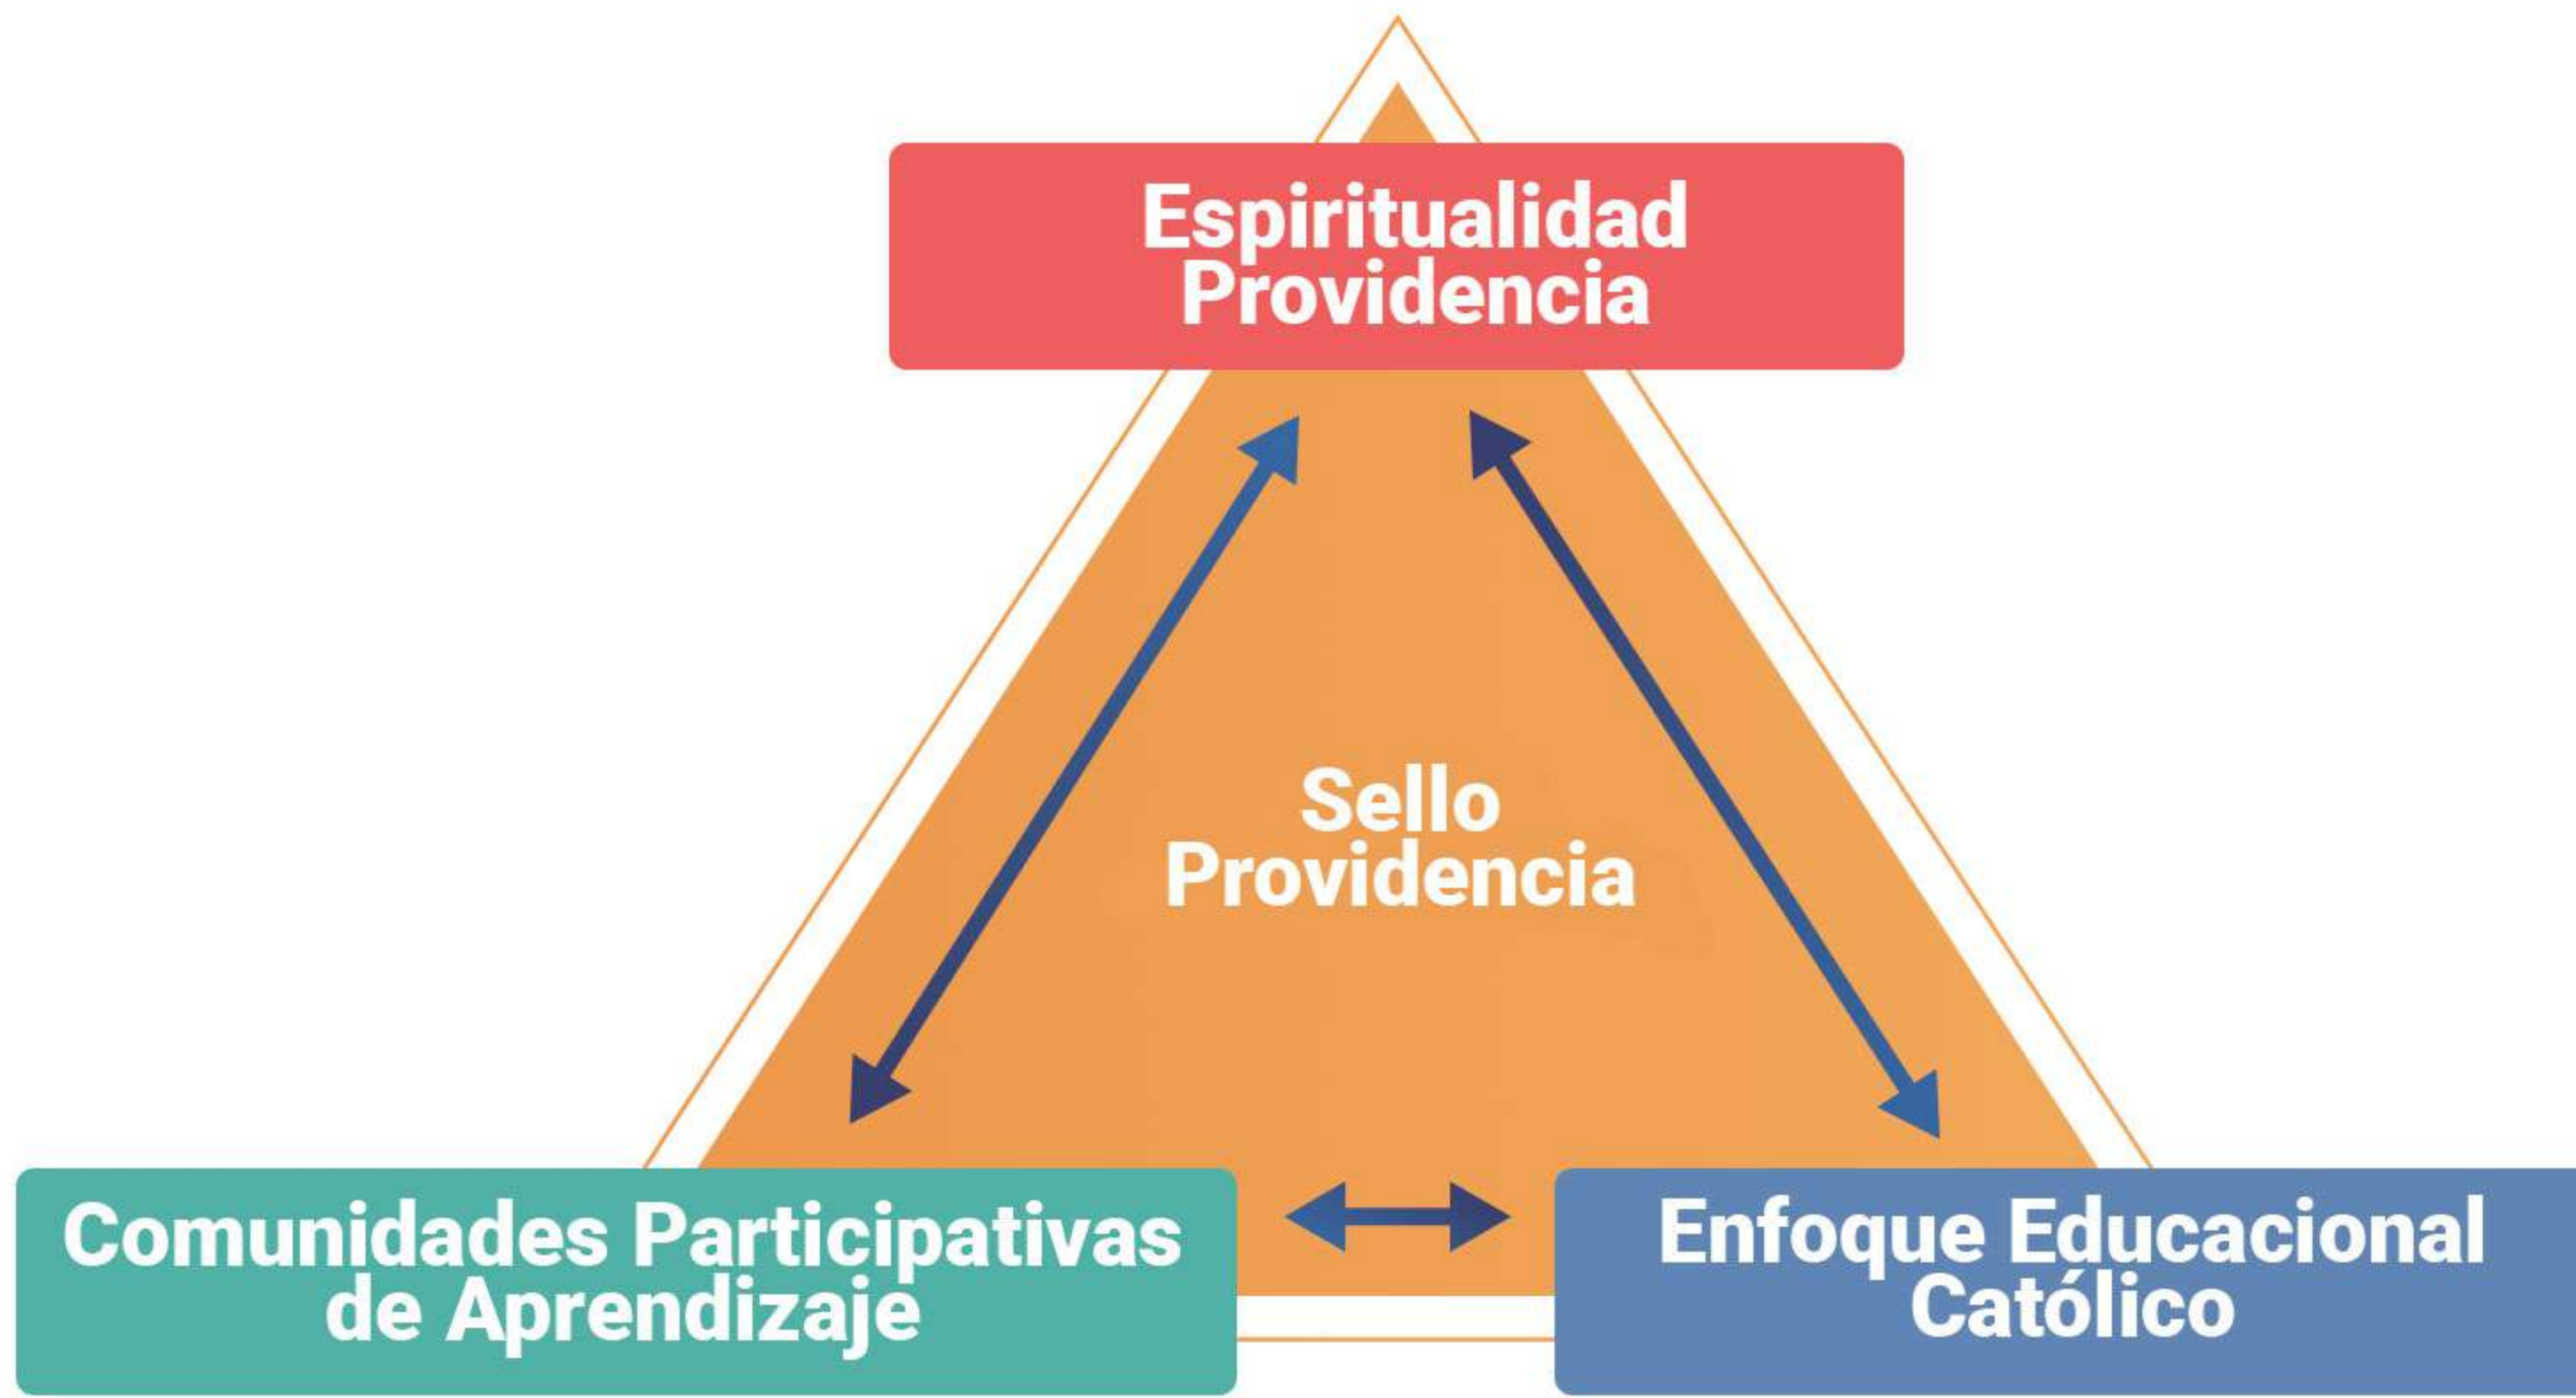 Espiritualidad
Providencia
Sello
Providencia
Comunidades Participativas
de Aprendizaje
Enfoque Educacional
Católico